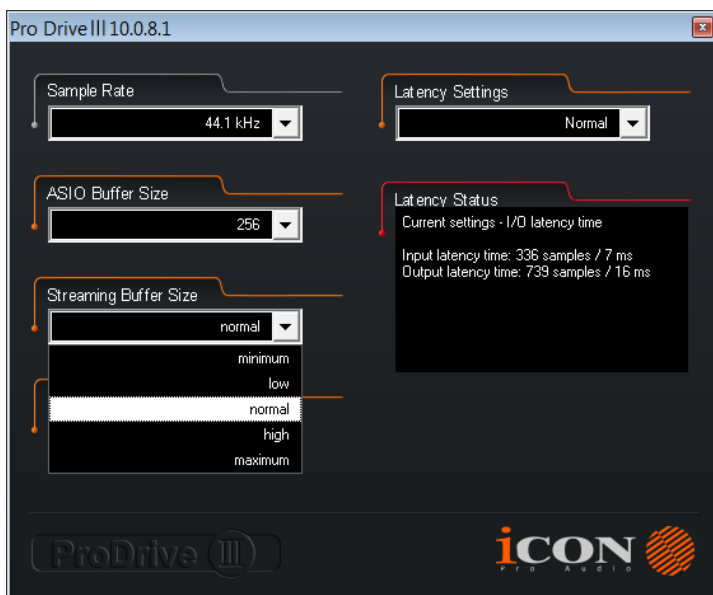 Pro Drive III 10.0.8.1
Sample Rate
44.1 kHz
ASIO Buffer Size
256
Streaming Buffer Size
normal
minimum
low
normal
high
maximum
Latency Settings
Normal
Latency Status
Current settings - I/O latency time
Input latency time: 336 samples / 7 ms
Output latency time: 739 samples / 16 ms
ProDrive III
iCON
Pro Audio